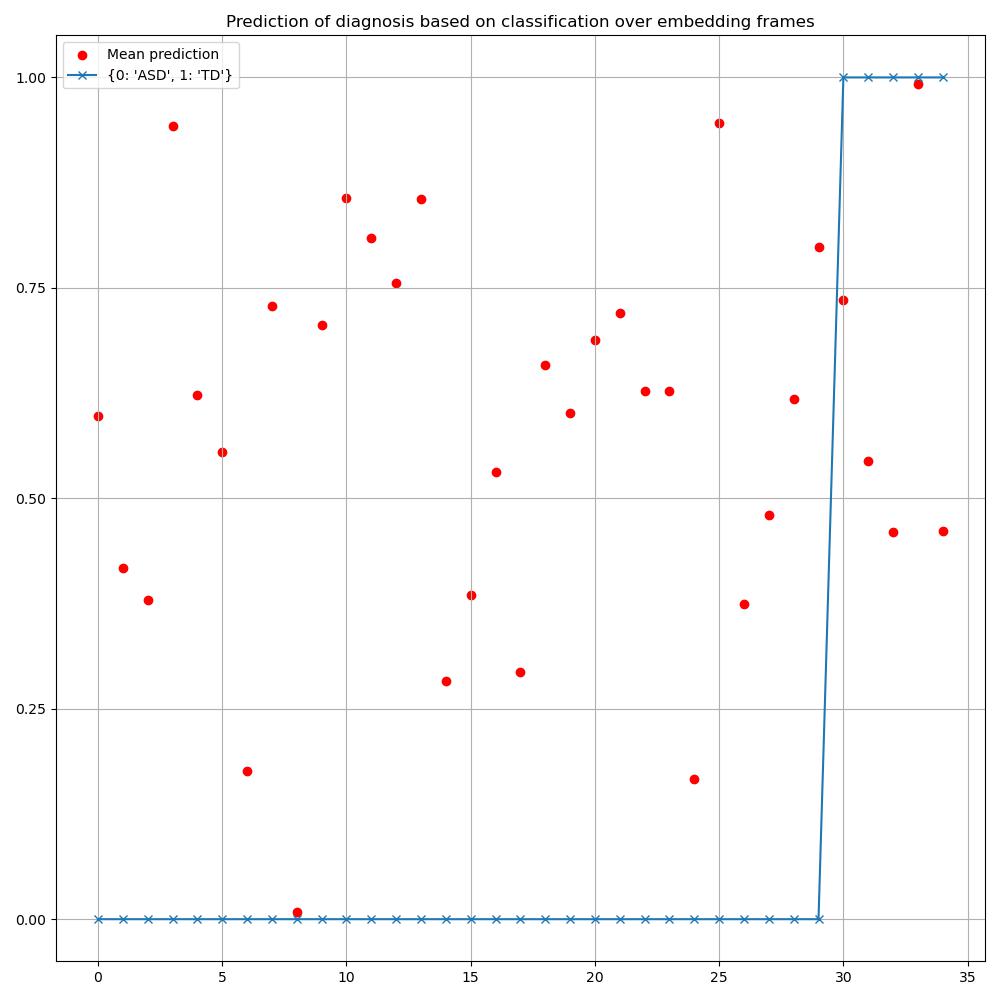 Prediction of diagnosis based on classification over embedding frames
Mean prediction
{0: 'ASD', 1: 'TD'}
1.00
0.75
0.50
0.25
0.00
0 5 10 15 20 25 30 35